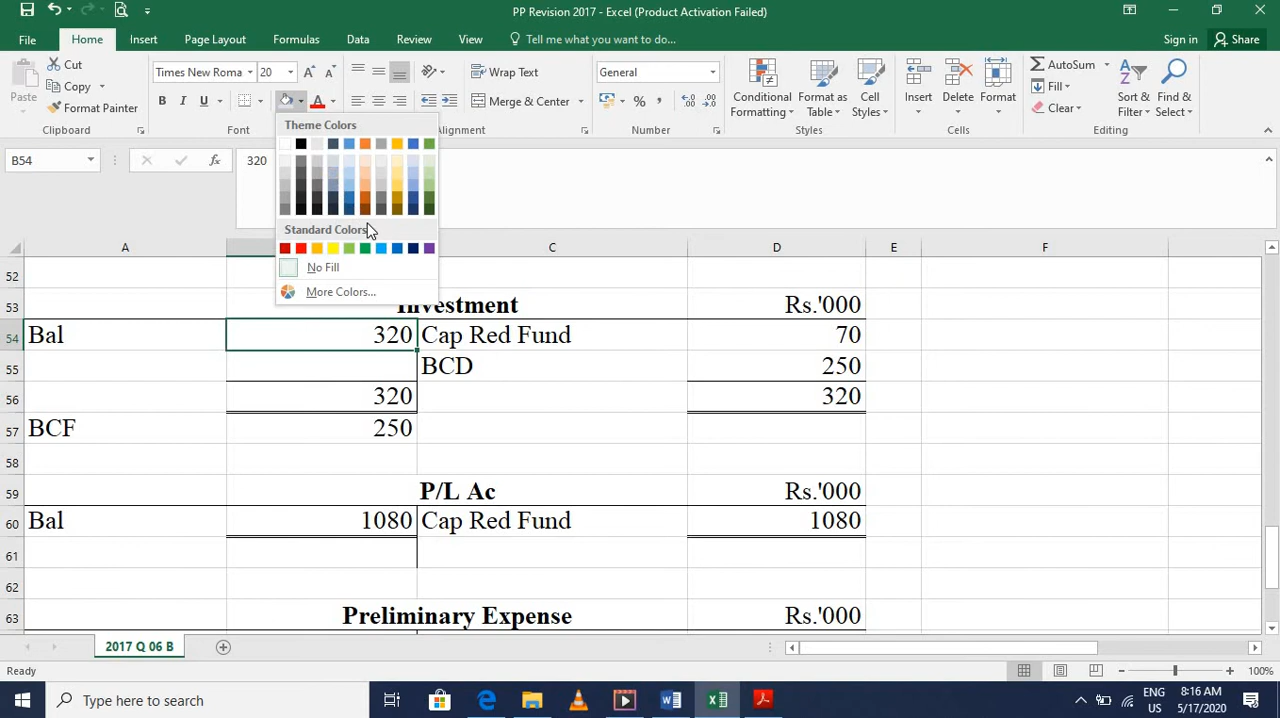 PP Revision 2017 - Excel (Product Activation Failed)
File Home Insert Page Layout Formulas Data Review View Tell me what you want to do... Sign in Share
Paste
Cut
Copy
Format Painter
Clipboard
Times New Roma 20 A A
B I U A
Font
Wrap Text
Merge & Center
Alignment
General
% ,
Number
Conditional Formatting
Format as Table
Cell Styles
Styles
Insert Delete Format
Cells
AutoSum
Fill
Clear
Sort & Filter
Find & Select
Editing
B54 fx 320
Theme Colors
Standard Colors
No Fill
More Colors...
A C D E F
52
53 Investment Rs.'000
54 Bal 320 Cap Red Fund 70
55 BCD 250
56 320 320
57 BCF 250
58
59 P/L Ac Rs.'000
60 Bal 1080 Cap Red Fund 1080
61
62
63 Preliminary Expense Rs.'000
2017 Q 06 B
Ready 100%
Type here to search
ENG US
8:16 AM
5/17/2020